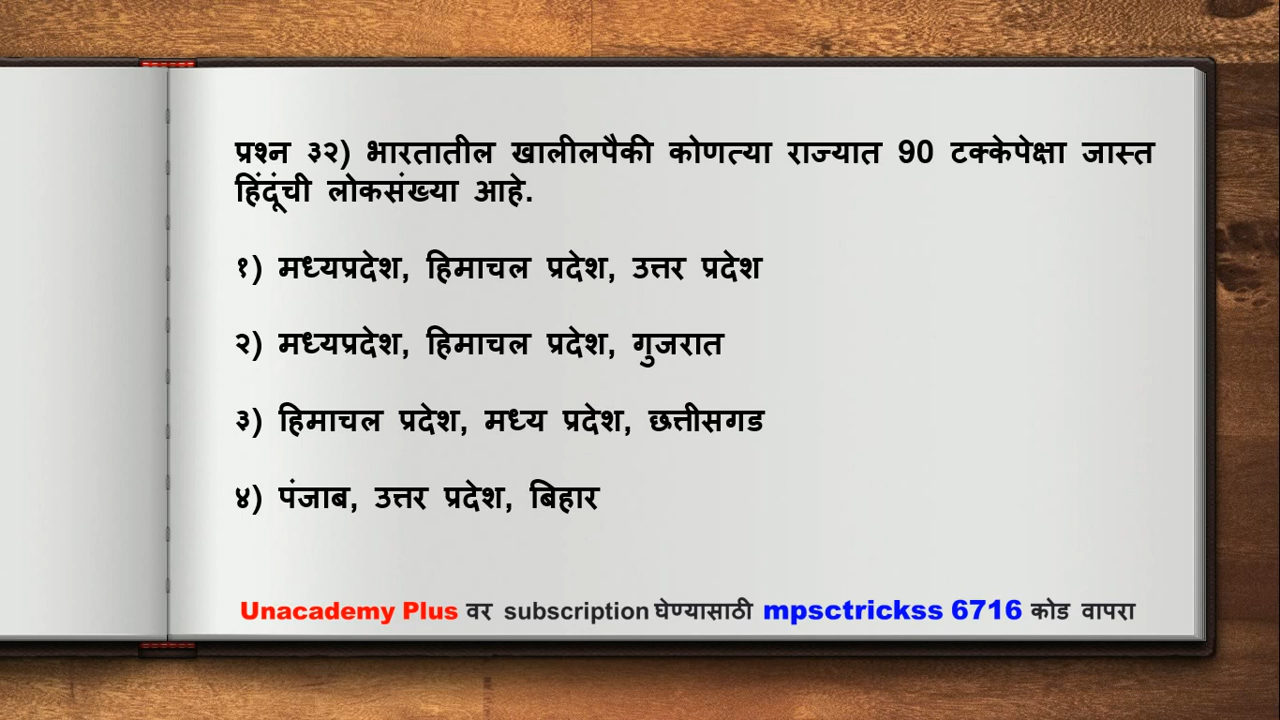 प्रश्न ३२) भारतातील खालीलपैकी कोणत्या राज्यात 90 टक्केपेक्षा जास्त
हिंदूंची लोकसंख्या आहे.
१) मध्यप्रदेश, हिमाचल प्रदेश, उत्तर प्रदेश
२) मध्यप्रदेश, हिमाचल प्रदेश, गुजरात
३) हिमाचल प्रदेश, मध्य प्रदेश, छत्तीसगड
४) पंजाब, उत्तर प्रदेश, बिहार
Unacademy Plus वर subscription घेण्यासाठी mpsctrickss 6716 कोड वापरा